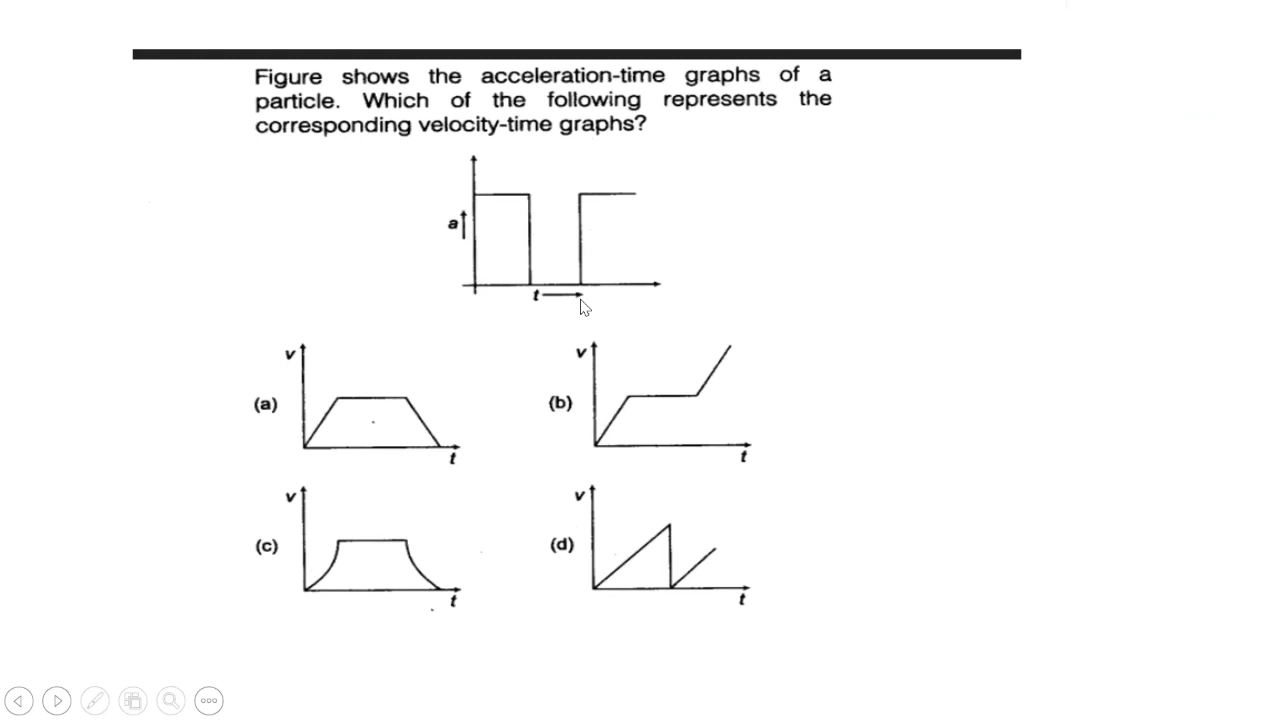 Figure shows the acceleration-time graphs of a
particle. Which of the following represents the
corresponding velocity-time graphs?
a
t
v
(a)
t
v
(b)
t
v
(c)
t
v
(d)
t